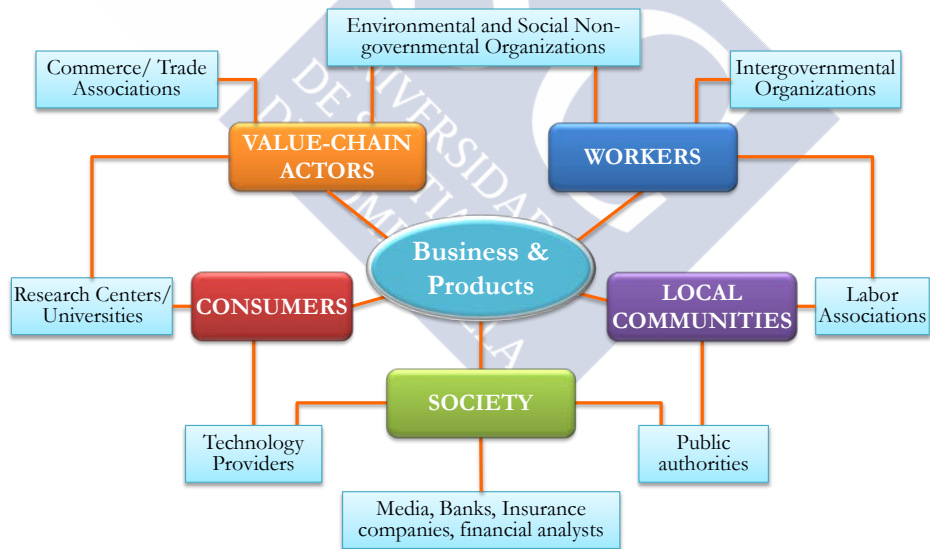 Environmental and Social Non-
governmental Organizations
Commerce/ Trade
Associations
Intergovernmental
Organizations
VALUE-CHAIN
ACTORS
WORKERS
Business &
Products
Research Centers/
Universities
CONSUMERS
LOCAL
COMMUNITIES
Labor
Associations
SOCIETY
Technology
Providers
Public
authorities
Media, Banks, Insurance
companies, financial analysts